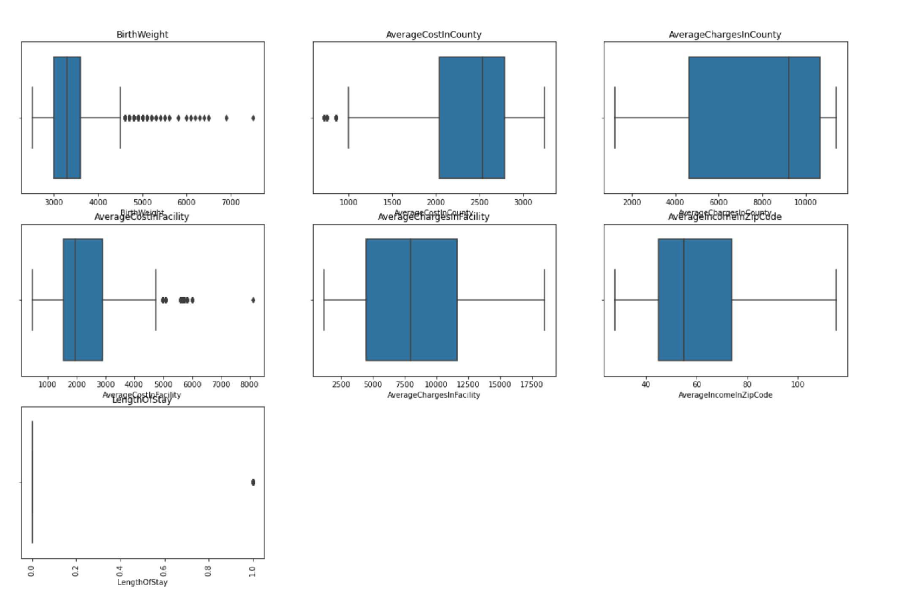 BirthWeight
AverageCostInCounty
AverageChargesInCounty
3000 4000 5000 6000 7000
1000 1500 2000 2500 3000
2000 4000 6000 8000 10000
BirthWeight
AverageCostInCounty
AverageChargesInCounty
AverageCostInFacility
AverageChargesInFacility
AverageIncomeInZipCode
1000 2000 3000 4000 5000 6000 7000 8000
2500 5000 7500 10000 12500 15000 17500
40 60 80 100
AverageCostInFacility
AverageChargesInFacility
AverageIncomeInZipCode
LengthOfStay
0.0 0.2 0.4 0.6 0.8 1.0
LengthOfStay